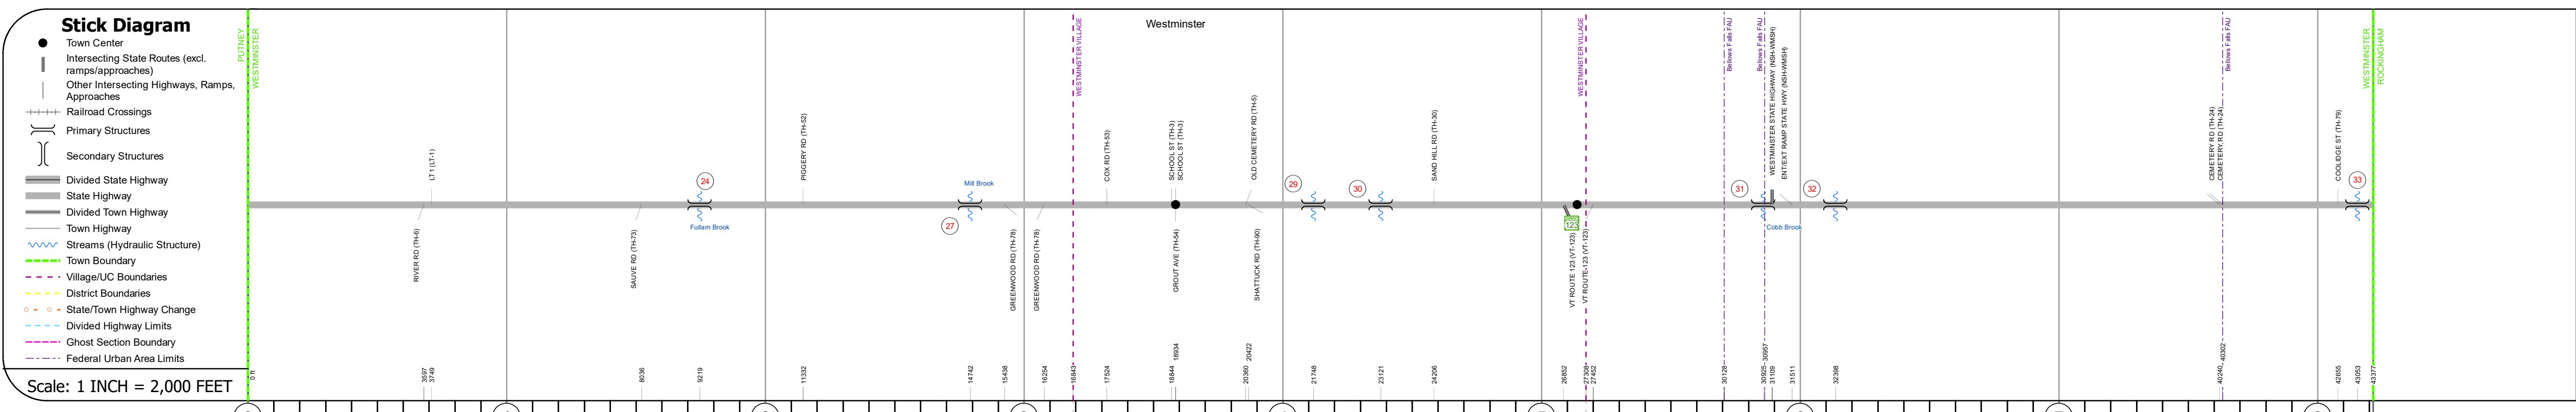 Stick Diagram
Town Center
Intersecting State Routes (excl.
ramps/approaches)
Other Intersecting Highways, Ramps,
Approaches
Railroad Crossings
Primary Structures
Secondary Structures
Divided State Highway
State Highway
Divided Town Highway
Town Highway
Streams (Hydraulic Structure)
Town Boundary
Village/UC Boundaries
District Boundaries
State/Town Highway Change
Divided Highway Limits
Ghost Section Boundary
Federal Urban Area Limits
Scale: 1 INCH = 2,000 FEET
Westminster
PUTNEY
WESTMINSTER
WESTMINSTER VILLAGE
WESTMINSTER VILLAGE
Bellows Falls FAU
Bellows Falls FAU
Bellows Falls FAU
WESTMINSTER
ROCKINGHAM
LT 1 (LT-1)
PIGGERY RD (TH-52)
COX RD (TH-53)
SCHOOL ST (TH-3)
SCHOOL ST (TH-3)
OLD CEMETERY RD (TH-5)
SAND HILL RD (TH-30)
WESTMINSTER STATE HIGHWAY (NSH-WMSH)
ENT/EXT RAMP STATE HWY (NSH-WMSH)
CEMETERY RD (TH-24)
CEMETERY RD (TH-24)
COOLIDGE ST (TH-79)
24
Mill Brook
29
30
31
32
33
Fullam Brook
27
123
Cobb Brook
RIVER RD (TH-6)
SAUVE RD (TH-73)
GREENWOOD RD (TH-78)
GREENWOOD RD (TH-78)
GROUT AVE (TH-54)
SHATTUCK RD (TH-90)
VT ROUTE 123 (VT-123)
VT ROUTE-123 (VT-123)
0 ft
3597
3749
8036
9219
11332
14742
15438
16254
16843
17524
18844
18934
20360
20422
21748
23121
24206
26852
27308
27452
30128
30925
30957
31109
31511
32398
40240
40302
42655
43053
43377